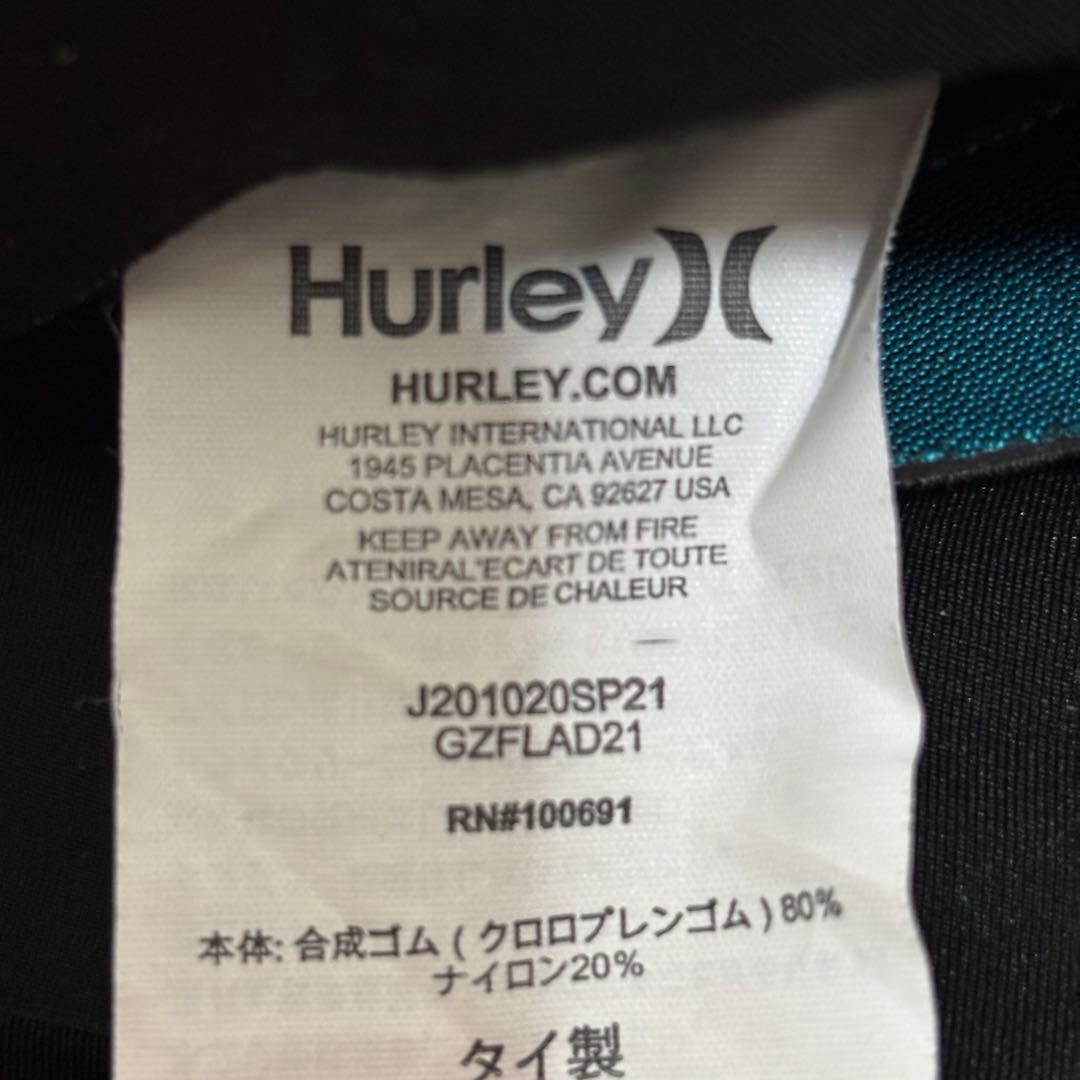 Hurley
HURLEY.COM
HURLEY INTERNATIONAL LLC
1945 PLACENTIA AVENUE
COSTA MESA, CA 92627 USA
KEEP AWAY FROM FIRE
ATENIRAL'ECART DE TOUTE
SOURCE DE CHALEUR
J201020SP21
GZFLAD21
RN#100691
本体: 合成ゴム ( クロロプレンゴム ) 80%
ナイロン20%
タイ製